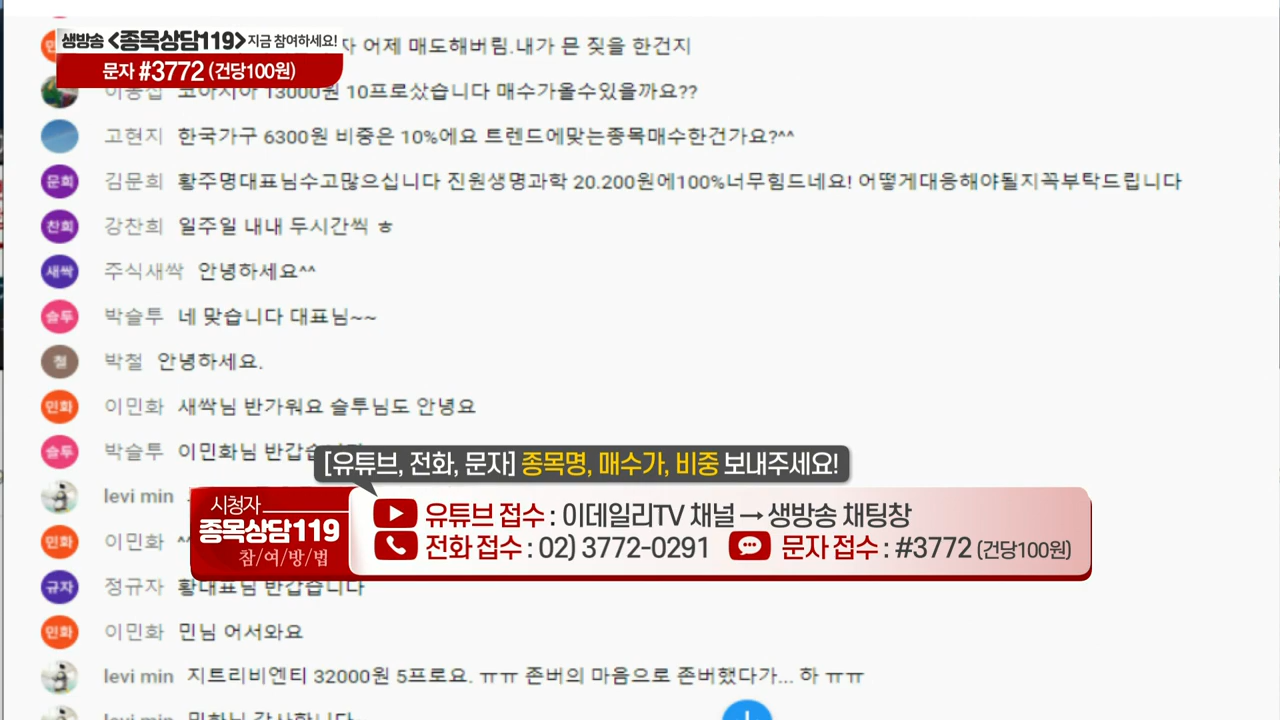 생방송 <종목상담119> 지금 참여하세요!
문자 #3772 (건당100원)
자 어제 매도해버림.내가 믄 짖을 한건지
이종섭 코아시아 13000원 10프로샀습니다 매수가올수있을까요??
고현지 한국가구 6300원 비중은 10%에요 트렌드에맞는종목매수한건가요?^^
문희 김문희 황주명대표님수고많으십니다 진원생명과학 20.200원에100%너무힘드네요! 어떻게대응해야될지꼭부탁드립니다
찬희 강찬희 일주일 내내 두시간씩 ㅎ
새싹 주식새싹 안녕하세요^^
슬투 박슬투 네 맞습니다 대표님~~
철 박철 안녕하세요.
민화 이민화 새싹님 반가워요 슬투님도 안녕요
슬투 박슬투 이민화님 반갑습니다
[유튜브, 전화, 문자] 종목명, 매수가, 비중 보내주세요!
levi min
시청자
종목상담119
참/여/방/법
유튜브 접수 : 이데일리TV 채널 → 생방송 채팅창
전화 접수 : 02) 3772-0291 문자 접수 : #3772 (건당100원)
민화 이민화 ^^
규자 정규자 황대표님 반갑습니다
민화 이민화 민님 어서와요
levi min 지트리비엔티 32000원 5프로요. ㅠㅠ 존버의 마음으로 존버했다가... 하 ㅠㅠ
levi min 민화님 감사합니다~